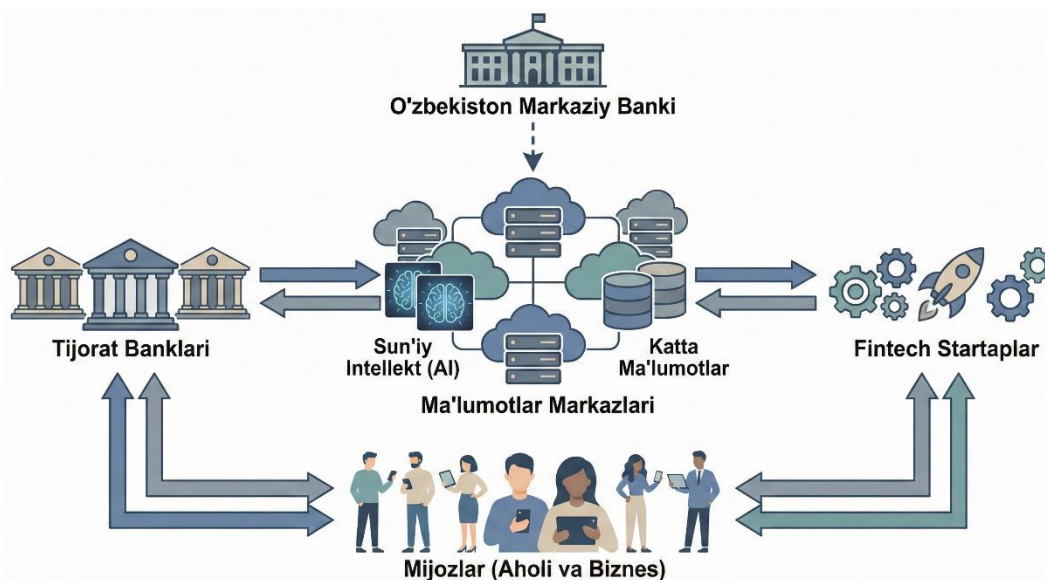 O'zbekiston Markaziy Banki
Tijorat Banklari
Sun'iy
Intellekt (AI)
Katta
Ma'lumotlar
Fintech Startaplar
Ma'lumotlar Markazlari
Mijozlar (Aholi va Biznes)